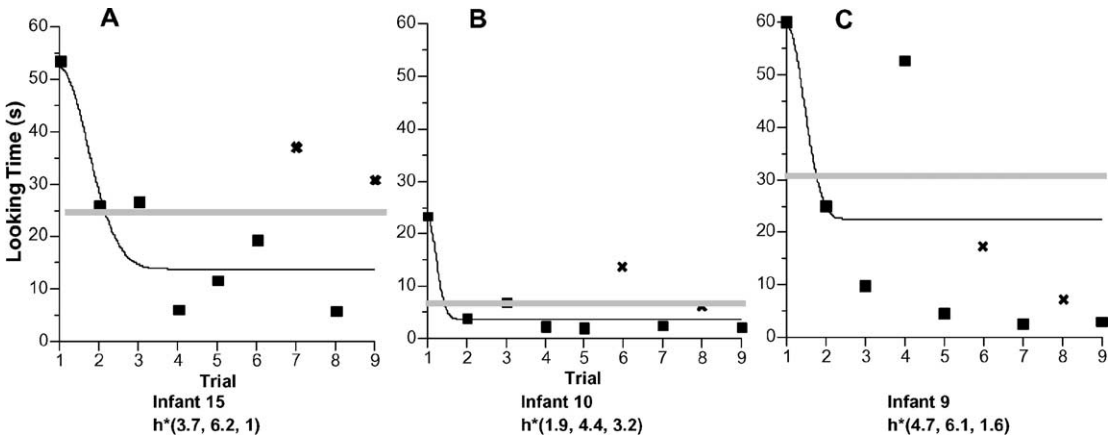 A
B
C
Looking Time (s)
60
50
40
30
20
10
0
1 2 3 4 5 6 7 8 9
Trial
Infant 15
h*(3.7, 6.2, 1)
60
50
40
30
20
10
0
1 2 3 4 5 6 7 8 9
Trial
Infant 10
h*(1.9, 4.4, 3.2)
60
50
40
30
20
10
0
1 2 3 4 5 6 7 8 9
Infant 9
h*(4.7, 6.1, 1.6)